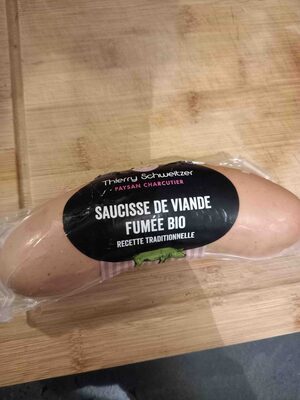 Thierry Schweitzer
PAYSAN CHARCUTIER
SAUCISSE DE VIANDE
FUMÉE BIO
RECETTE TRADITIONNELLE